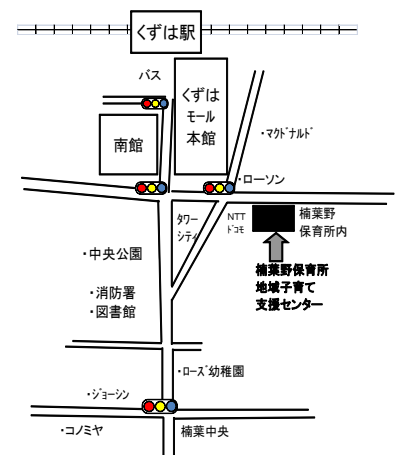 くずは駅
バス
くずは
モール
本館
南館
・マクドナルド
・ローソン
タワー
シティ
NTT
ドコモ
楠葉野
保育所内
・中央公園
楠葉野保育所
地域子育て
支援センター
・消防署
・図書館
・ローズ幼稚園
・ジョーシン
・コノミヤ
楠葉中央